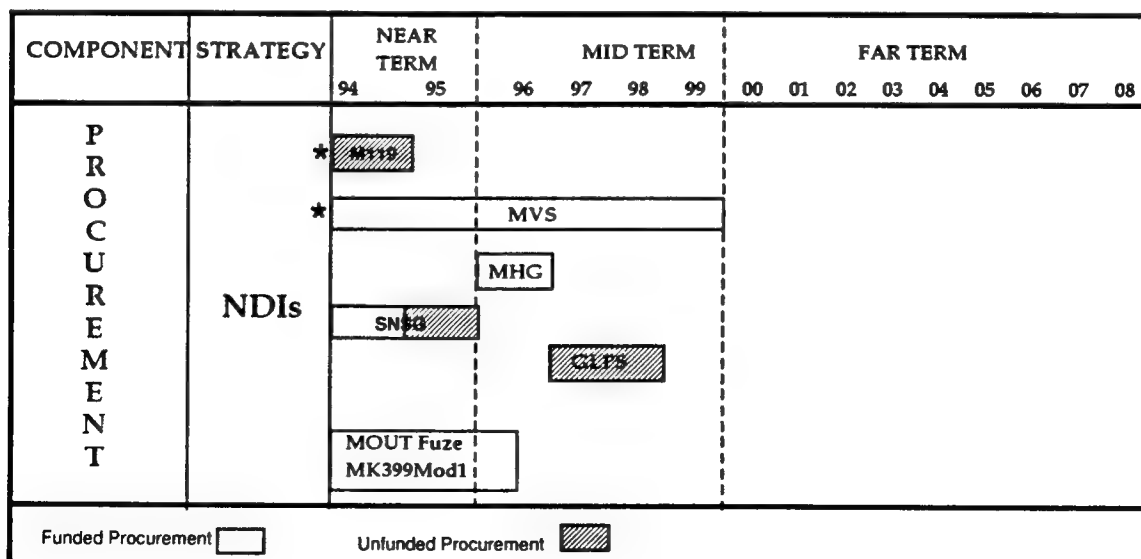 COMPONENT STRATEGY NEAR TERM MID TERM FAR TERM
94 95 96 97 98 99 00 01 02 03 04 05 06 07 08
PROCUREMENT
NDIs
* M119
* MVS
MHG
SNSG
GLPS
MOUT Fuze
MK399Mod1
Funded Procurement Unfunded Procurement